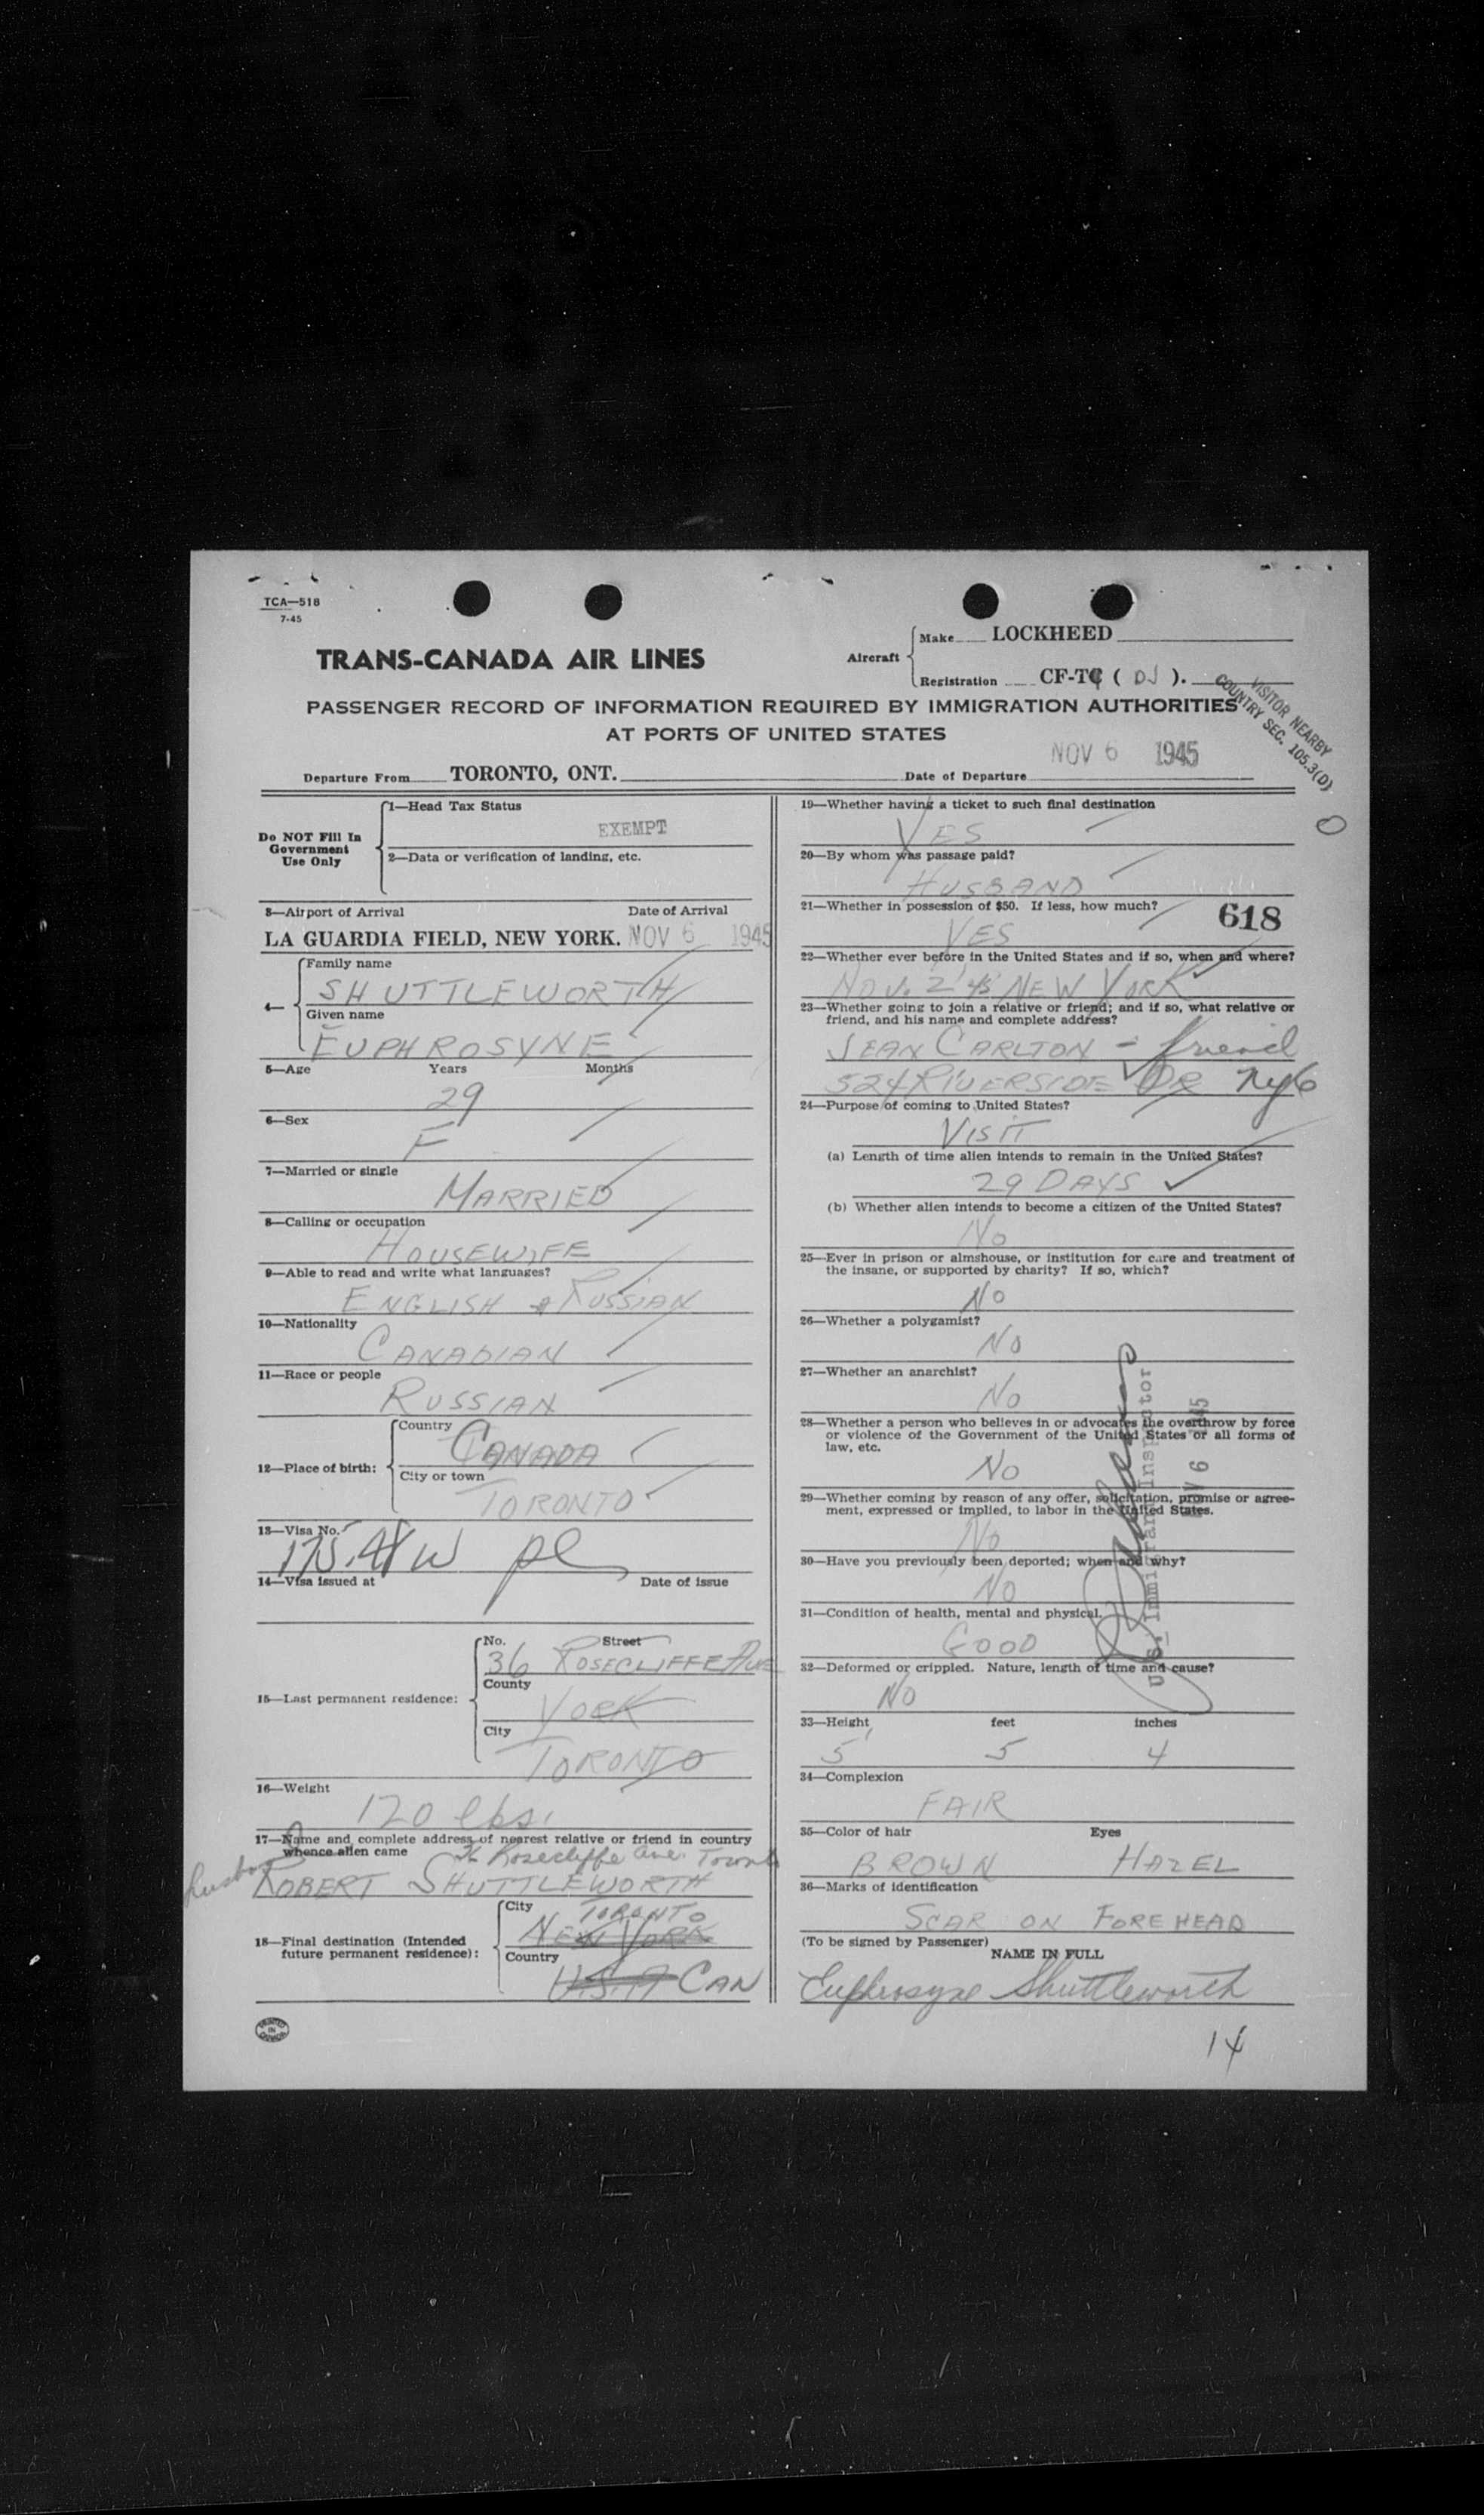 TCA—518
7-45
TRANS-CANADA AIR LINES
Aircraft
Make LOCKHEED
Registration CF-TC ( DJ ).
VISITOR NEARBY
COUNTRY SEC. 105.3(D)
PASSENGER RECORD OF INFORMATION REQUIRED BY IMMIGRATION AUTHORITIES
AT PORTS OF UNITED STATES
Departure From TORONTO, ONT. Date of Departure NOV 6 1945
Do NOT Fill In
Government
Use Only
1—Head Tax Status
EXEMPT
2—Data or verification of landing, etc.
3—Airport of Arrival Date of Arrival
LA GUARDIA FIELD, NEW YORK. NOV 6 1945
4—
Family name
SHUTTLEWORTH
Given name
EUPHROSYNE
5—Age Years Months
29
6—Sex
F
7—Married or single
MARRIED
8—Calling or occupation
HOUSEWIFE
9—Able to read and write what languages?
ENGLISH & RUSSIAN
10—Nationality
CANADIAN
11—Race or people
RUSSIAN
12—Place of birth:
Country
CANADA
City or town
TORONTO
13—Visa No.
14—Visa issued at Date of issue
15—Last permanent residence:
No. Street
36 ROSECLIFFE AVE
County
YORK
City
TORONTO
16—Weight
120 lbs.
17—Name and complete address of nearest relative or friend in country
whence alien came
36 Rosecliffe Ave. Toronto
husband
ROBERT SHUTTLEWORTH
18—Final destination (Intended
future permanent residence):
City
TORONTO
NEW YORK
Country
U.S.A CAN
PRINTED
IN
CANADA
19—Whether having a ticket to such final destination
YES
20—By whom was passage paid?
HUSBAND
21—Whether in possession of $50. If less, how much?
618
YES
22—Whether ever before in the United States and if so, when and where?
NOV. 2 '45 NEW YORK
23—Whether going to join a relative or friend; and if so, what relative or
friend, and his name and complete address?
JEAN CARLTON - friend
524 RIVERSIDE DR NYC
24—Purpose of coming to United States?
VISIT
(a) Length of time alien intends to remain in the United States?
29 DAYS
(b) Whether alien intends to become a citizen of the United States?
NO
25—Ever in prison or almshouse, or institution for care and treatment of
the insane, or supported by charity? If so, which?
NO
26—Whether a polygamist?
NO
27—Whether an anarchist?
NO
28—Whether a person who believes in or advocates the overthrow by force
or violence of the Government of the United States or all forms of
law, etc.
NO
29—Whether coming by reason of any offer, solicitation, promise or agree-
ment, expressed or implied, to labor in the United States.
NO
30—Have you previously been deported; when and why?
NO
U.S. Immigrant Inspector
31—Condition of health, mental and physical.
GOOD
32—Deformed or crippled. Nature, length of time and cause?
NO
33—Height feet inches
5 5 4
34—Complexion
FAIR
35—Color of hair Eyes
BROWN HAZEL
36—Marks of identification
SCAR ON FOREHEAD
(To be signed by Passenger)
NAME IN FULL
Euphrosyne Shuttleworth
14